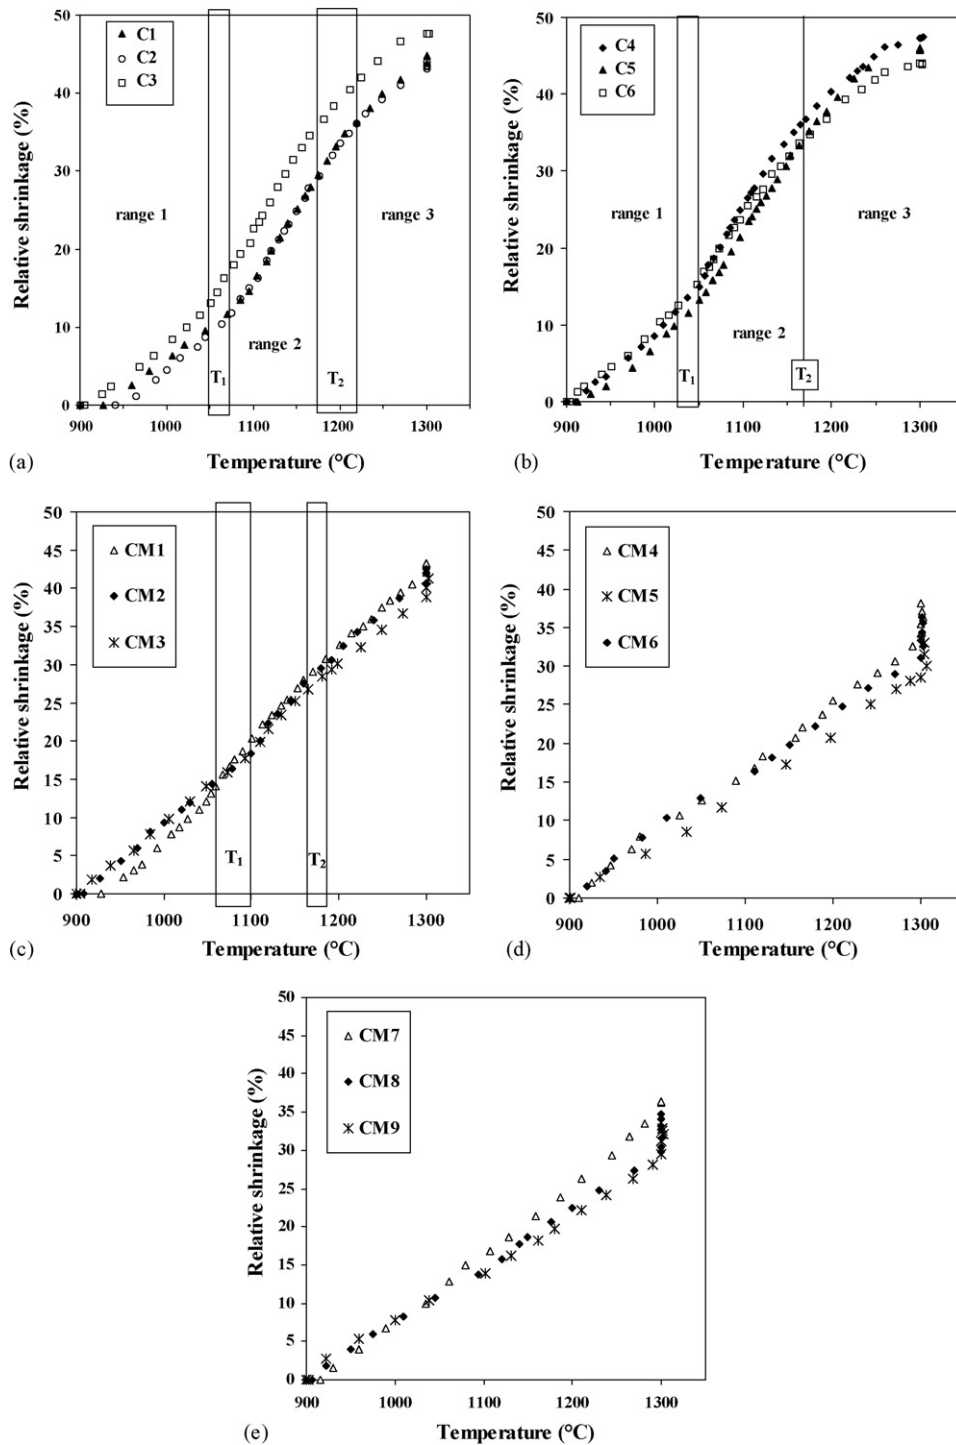 50
40
30
20
10
0
Relative shrinkage (%)
C1
C2
C3
range 1
range 2
range 3
T1
T2
900 1000 1100 1200 1300
Temperature (°C)
(a)
50
40
30
20
10
0
Relative shrinkage (%)
C4
C5
C6
range 1
range 2
range 3
T1
T2
900 1000 1100 1200 1300
Temperature (°C)
(b)
50
45
40
35
30
25
20
15
10
5
0
Relative shrinkage (%)
CM1
CM2
CM3
T1
T2
900 1000 1100 1200 1300
Temperature (°C)
(c)
50
45
40
35
30
25
20
15
10
5
0
Relative shrinkage (%)
CM4
CM5
CM6
900 1000 1100 1200 1300
Temperature (°C)
(d)
50
45
40
35
30
25
20
15
10
5
0
Relative shrinkage (%)
CM7
CM8
CM9
900 1000 1100 1200 1300
Temperature (°C)
(e)